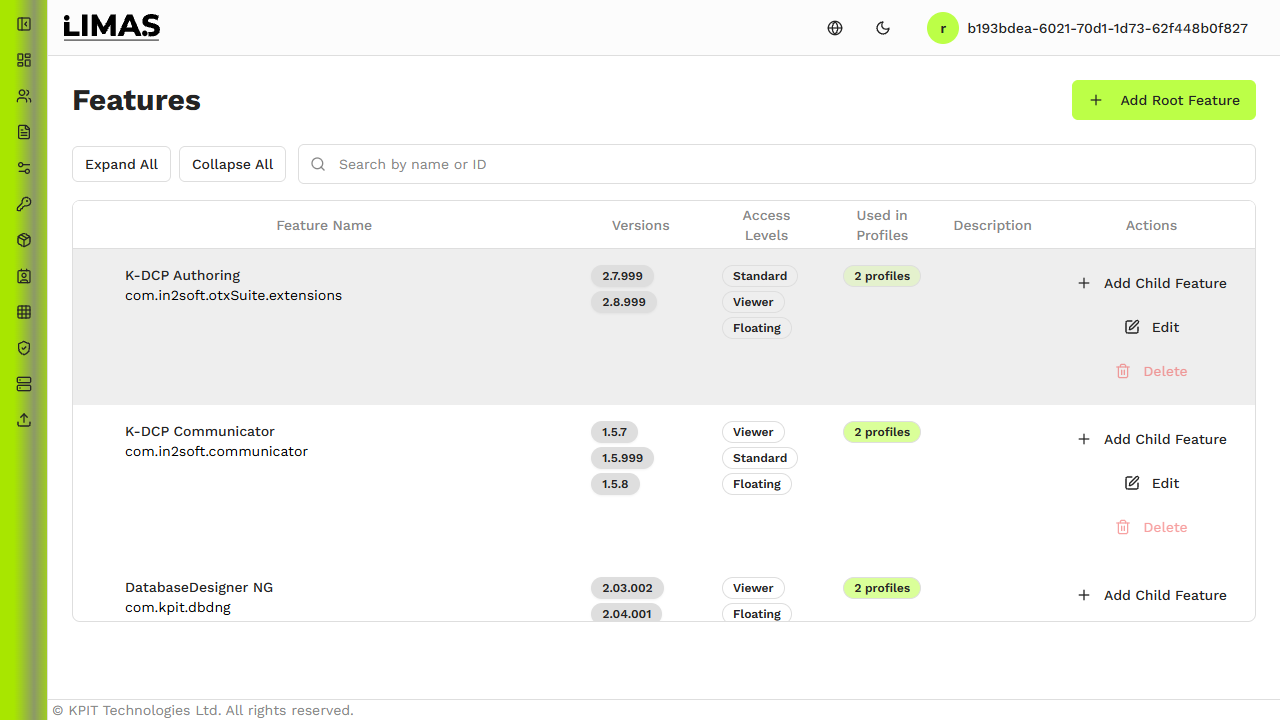 LIMAS
r b193bdea-6021-70d1-1d73-62f448b0f827
Features
Add Root Feature
Expand All
Collapse All
Search by name or ID
Feature Name
Versions
Access Levels
Used in Profiles
Description
Actions
K-DCP Authoring
com.in2soft.otxSuite.extensions
2.7.999
2.8.999
Standard
Viewer
Floating
2 profiles
Add Child Feature
Edit
Delete
K-DCP Communicator
com.in2soft.communicator
1.5.7
1.5.999
1.5.8
Viewer
Standard
Floating
2 profiles
Add Child Feature
Edit
Delete
DatabaseDesigner NG
com.kpit.dbdng
2.03.002
2.04.001
Viewer
Floating
2 profiles
Add Child Feature
© KPIT Technologies Ltd. All rights reserved.